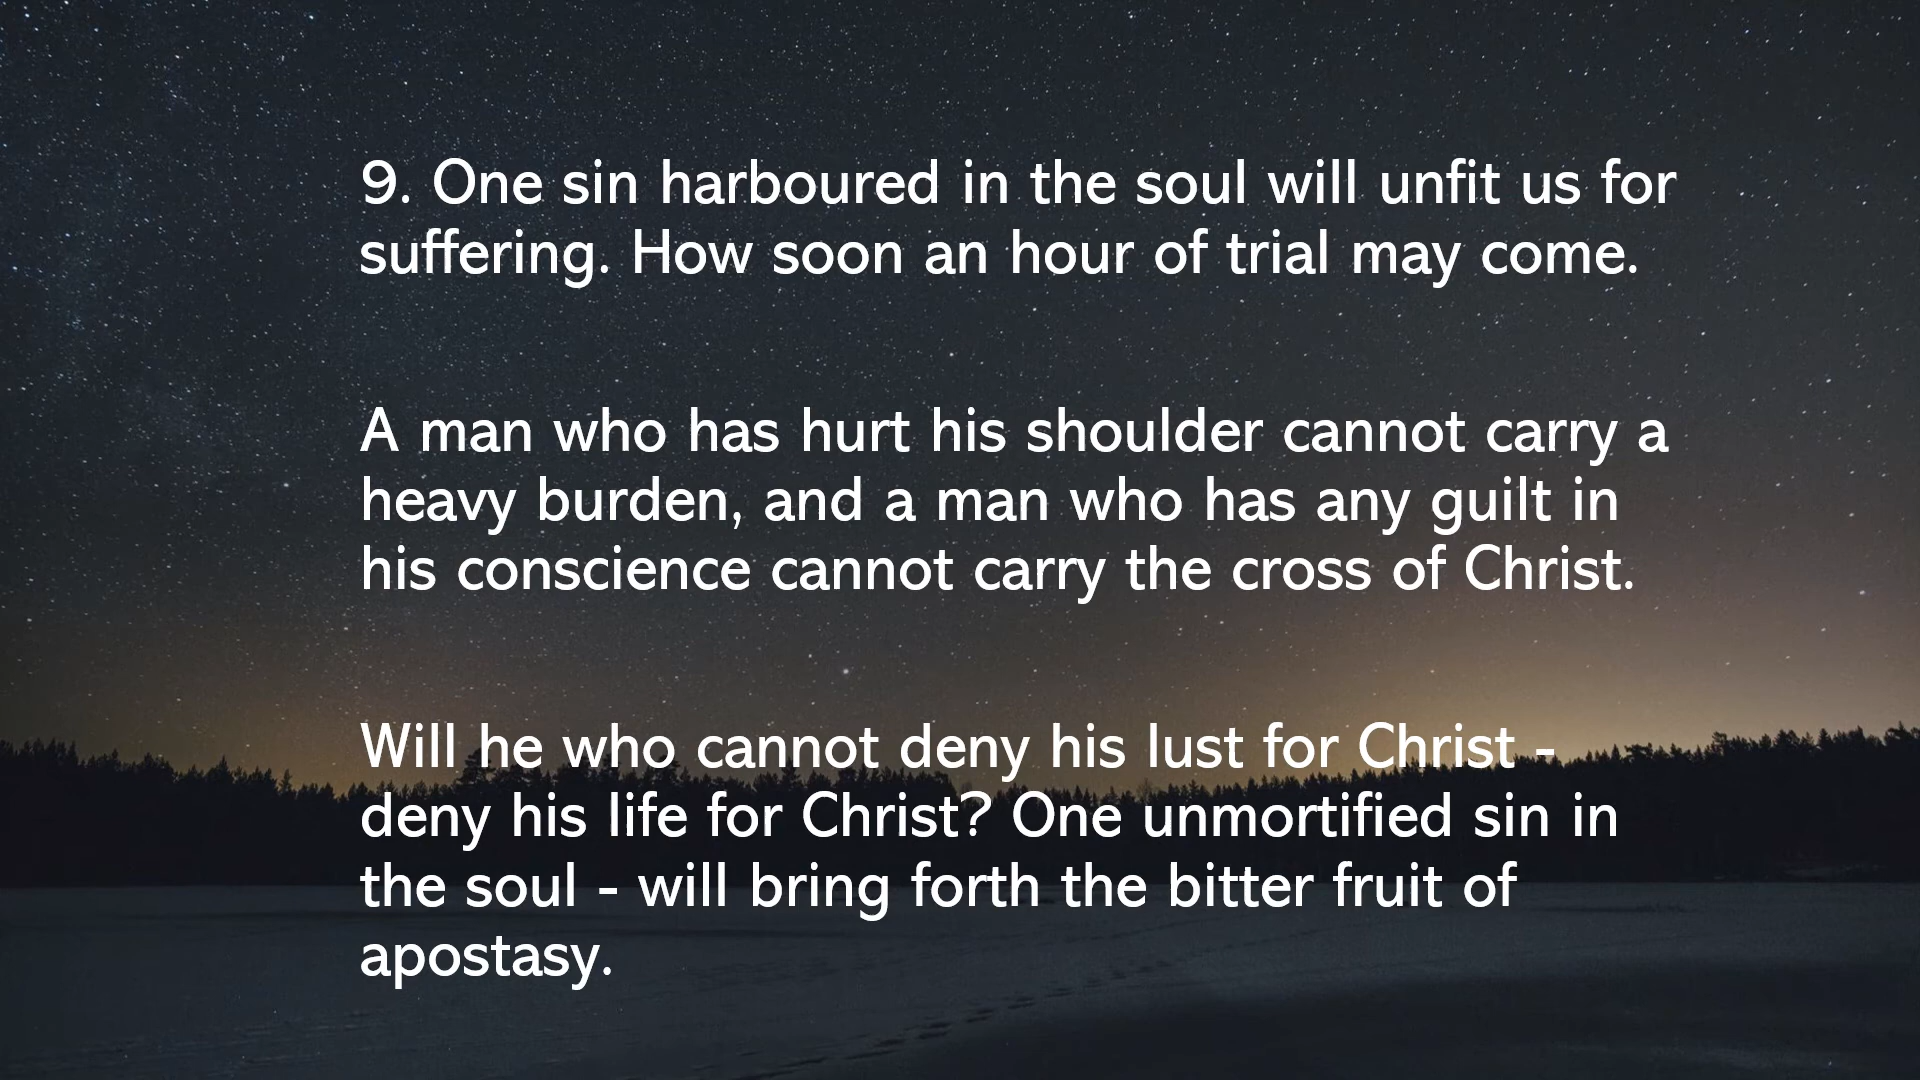 9. One sin harboured in the soul will unfit us for
suffering. How soon an hour of trial may come.
A man who has hurt his shoulder cannot carry a
heavy burden, and a man who has any guilt in
his conscience cannot carry the cross of Christ.
Will he who cannot deny his lust for Christ -
deny his life for Christ? One unmortified sin in
the soul - will bring forth the bitter fruit of
apostasy.